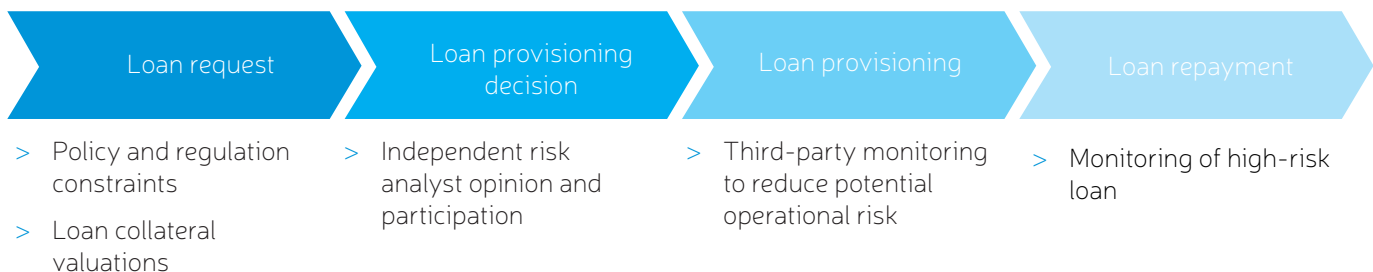 Loan request
Loan provisioning
decision
Loan provisioning
Loan repayment
> Policy and regulation
constraints
> Loan collateral
valuations
> Independent risk
analyst opinion and
participation
> Third-party monitoring
to reduce potential
operational risk
> Monitoring of high-risk
loan